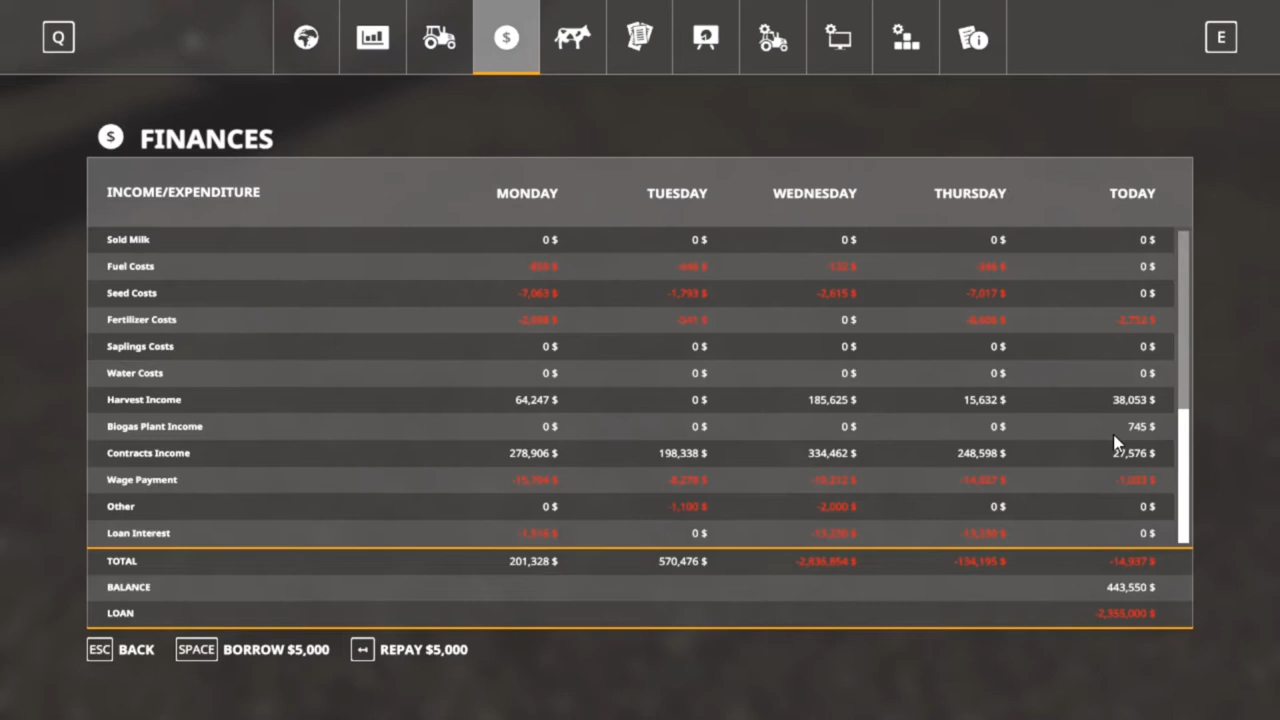 Q
E
FINANCES
INCOME/EXPENDITURE MONDAY TUESDAY WEDNESDAY THURSDAY TODAY
Sold Milk 0 $ 0 $ 0 $ 0 $ 0 $
Fuel Costs 0 $
Seed Costs -7,063 $ -1,793 $ -2,615 $ -7,017 $ 0 $
Fertilizer Costs 0 $
Saplings Costs 0 $ 0 $ 0 $ 0 $ 0 $
Water Costs 0 $ 0 $ 0 $ 0 $ 0 $
Harvest Income 64,247 $ 0 $ 185,625 $ 15,632 $ 38,053 $
Biogas Plant Income 0 $ 0 $ 0 $ 0 $ 745 $
Contracts Income 278,906 $ 198,338 $ 334,462 $ 248,598 $ 27,576 $
Wage Payment
Other 0 $ -1,100 $ -2,000 $ 0 $ 0 $
Loan Interest 0 $ 0 $
TOTAL 201,328 $ 570,476 $ -2,836,854 $ -134,195 $ -14,937 $
BALANCE 443,550 $
LOAN -2,355,000 $
ESC BACK SPACE BORROW $5,000 REPAY $5,000